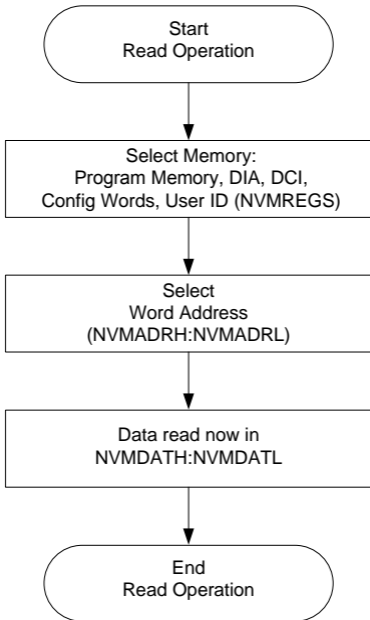 Start
Read Operation
Select Memory:
Program Memory, DIA, DCI,
Config Words, User ID (NVMREGS)
Select
Word Address
(NVMADRH:NVMADRL)
Data read now in
NVMDATH:NVMDATL
End
Read Operation